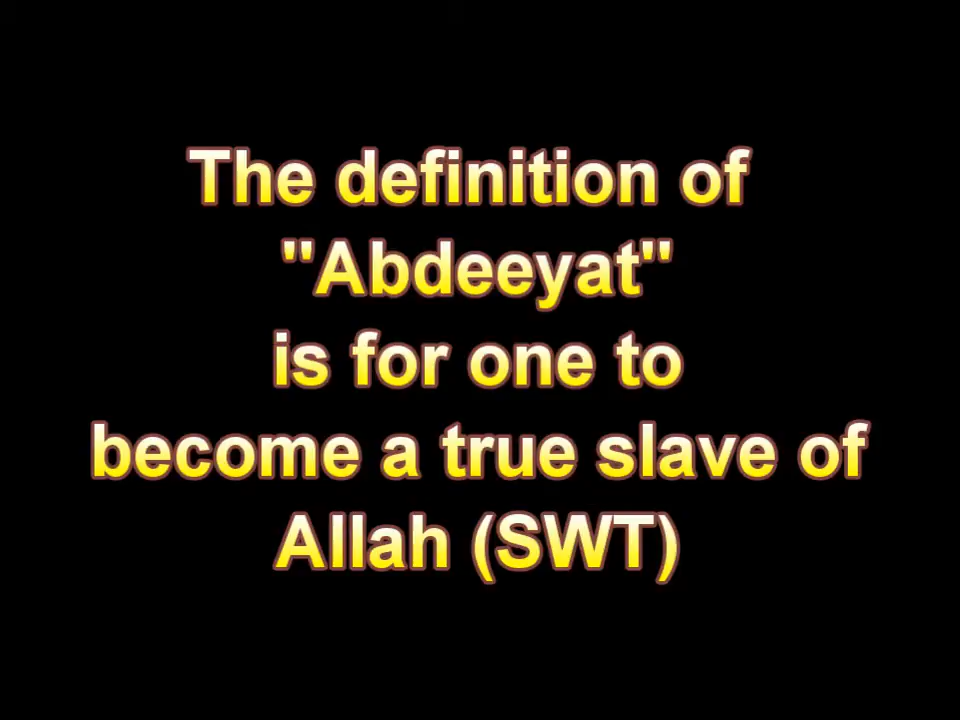 The definition of
"Abdeeyat"
is for one to
become a true slave of
Allah (SWT)